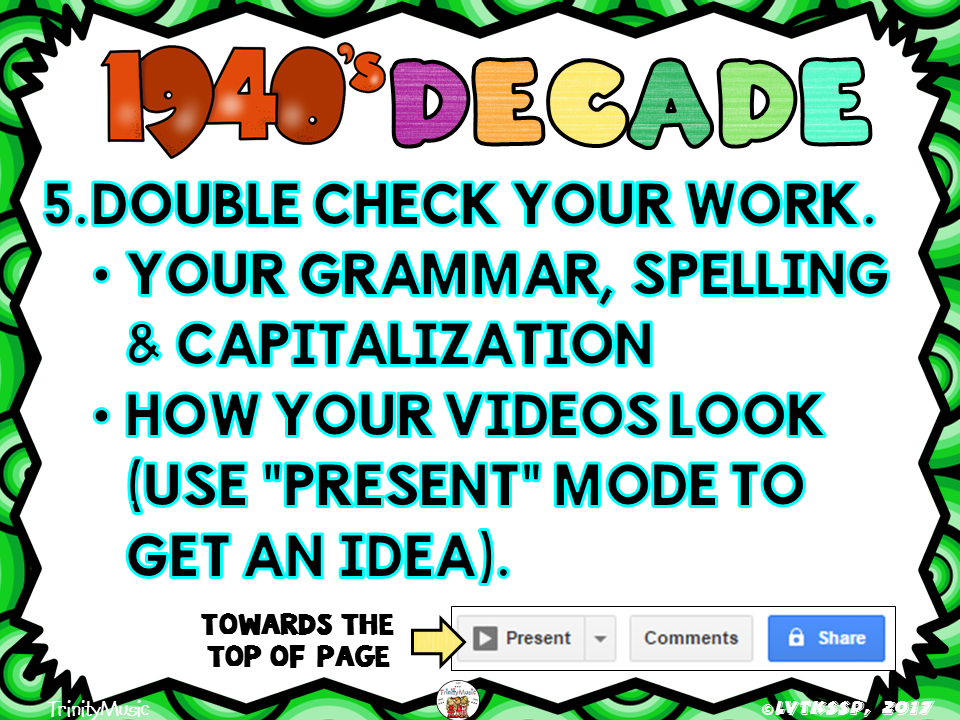 1940's DECADE
5. DOUBLE CHECK YOUR WORK.
• YOUR GRAMMAR, SPELLING
& CAPITALIZATION
• HOW YOUR VIDEOS LOOK
(USE "PRESENT" MODE TO
GET AN IDEA).
TOWARDS THE
TOP OF PAGE
Present Comments Share
TrinityMusic
TrinityMusic
©LVTKSSP, 2017